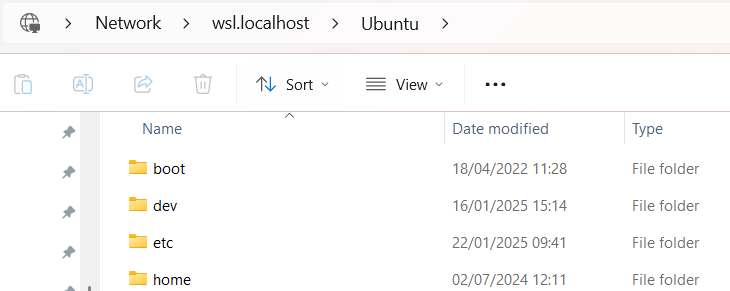 Network > wsl.localhost > Ubuntu >
Sort View ...
Name Date modified Type
boot 18/04/2022 11:28 File folder
dev 16/01/2025 15:14 File folder
etc 22/01/2025 09:41 File folder
home 02/07/2024 12:11 File folder